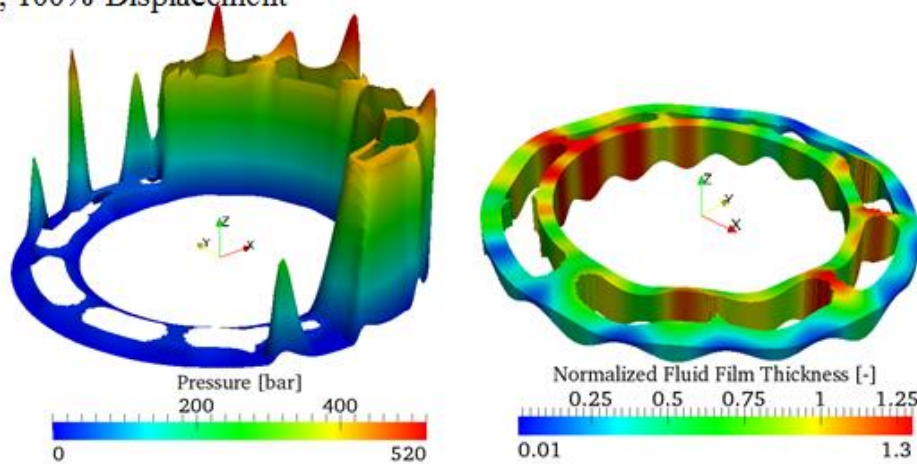 , 100% Displacement
Z
Y
X
Z
Y
X
Pressure [bar]
200 400
0 520
Normalized Fluid Film Thickness [-]
0.25 0.5 0.75 1 1.25
0.01 1.3